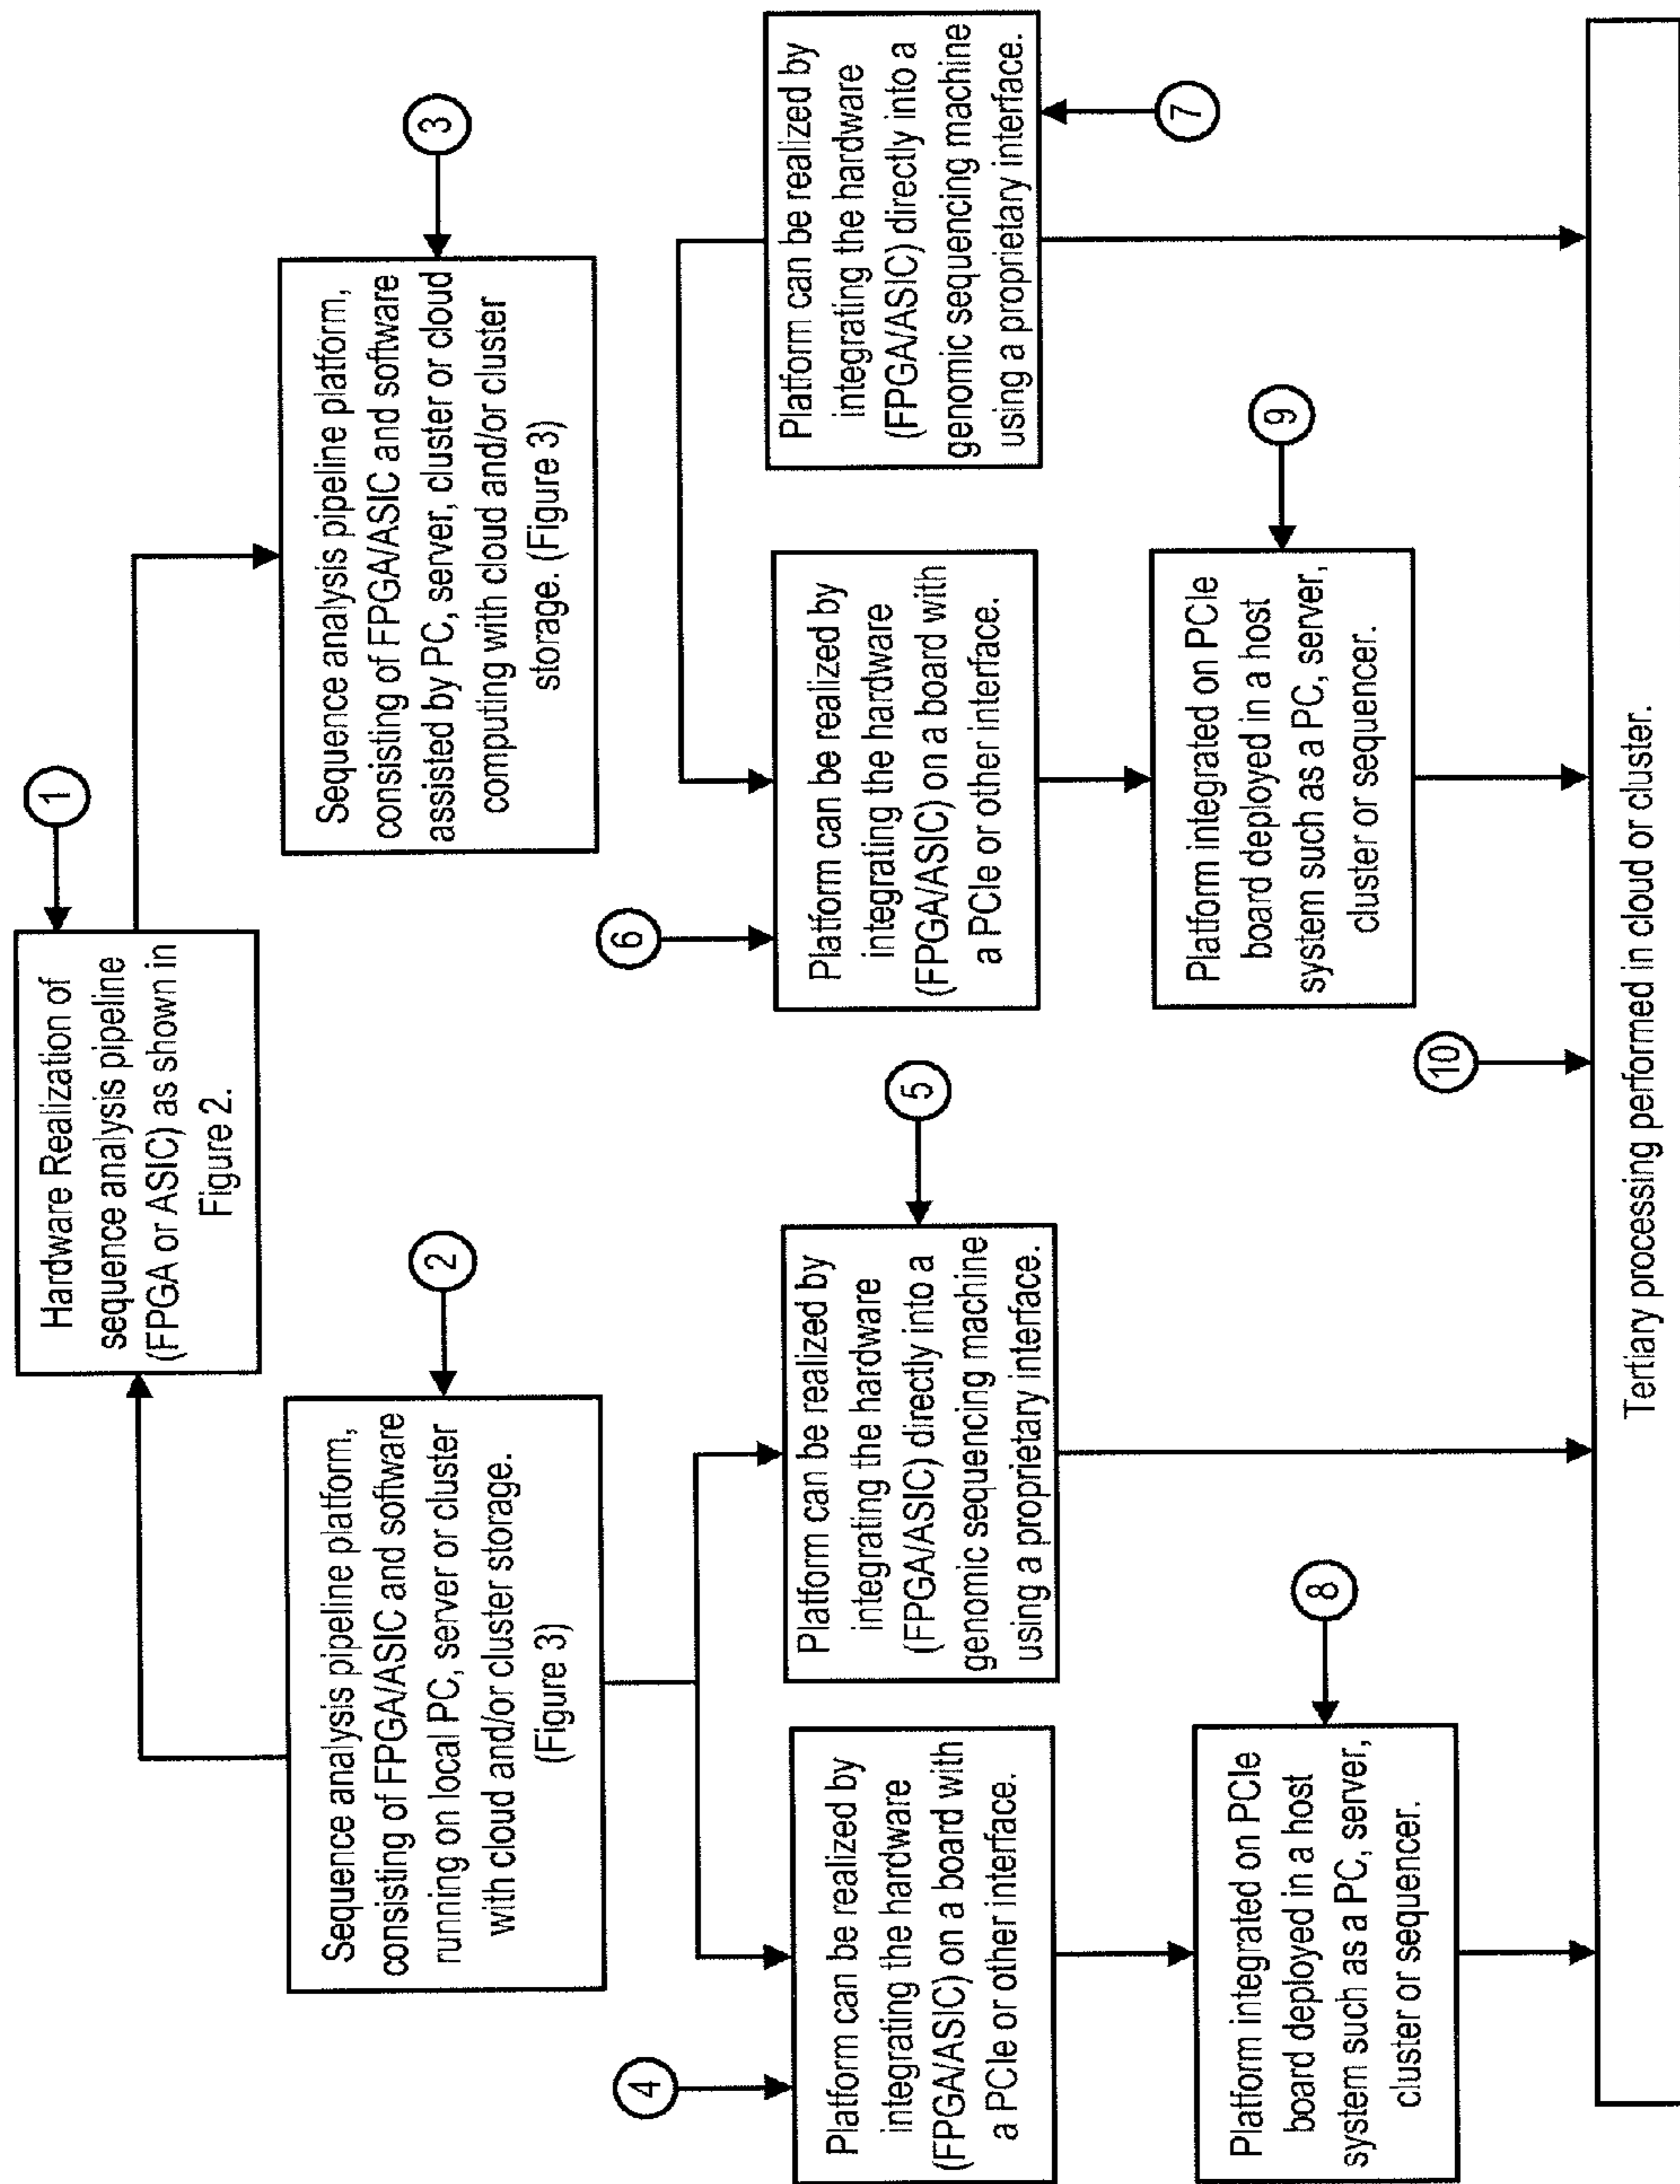 1
Hardware Realization of
sequence analysis pipeline
(FPGA or ASIC) as shown in
Figure 2.
2
Sequence analysis pipeline platform,
consisting of FPGA/ASIC and software
running on local PC, server or cluster
with cloud and/or cluster storage.
(Figure 3)
3
Sequence analysis pipeline platform,
consisting of FPGA/ASIC and software
assisted by PC, server, cluster or cloud
computing with cloud and/or cluster
storage. (Figure 3)
4
Platform can be realized by
integrating the hardware
(FPGA/ASIC) on a board with
a PCIe or other interface.
5
Platform can be realized by
integrating the hardware
(FPGA/ASIC) directly into a
genomic sequencing machine
using a proprietary interface.
6
Platform can be realized by
integrating the hardware
(FPGA/ASIC) on a board with
a PCIe or other interface.
7
Platform can be realized by
integrating the hardware
(FPGA/ASIC) directly into a
genomic sequencing machine
using a proprietary interface.
8
Platform integrated on PCIe
board deployed in a host
system such as a PC, server,
cluster or sequencer.
9
Platform integrated on PCIe
board deployed in a host
system such as a PC, server,
cluster or sequencer.
10
Tertiary processing performed in cloud or cluster.